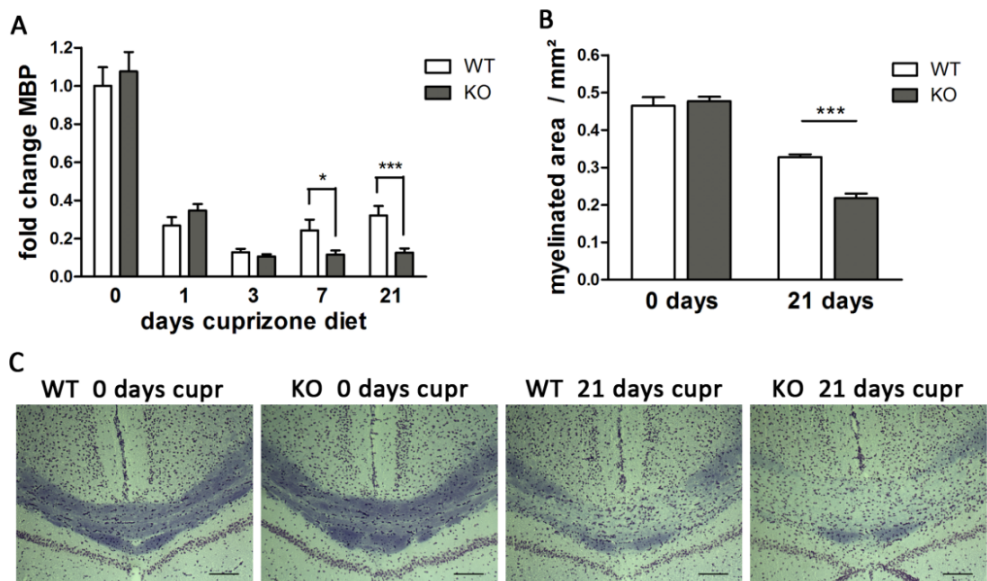 A
fold change MBP
1.2
1.0
0.8
0.6
0.4
0.2
0.0
WT
KO
*
***
0 1 3 7 21
days cuprizone diet
B
myelinated area / mm²
0.6
0.5
0.4
0.3
0.2
0.1
0.0
WT
KO
***
0 days 21 days
C
WT 0 days cupr KO 0 days cupr WT 21 days cupr KO 21 days cupr